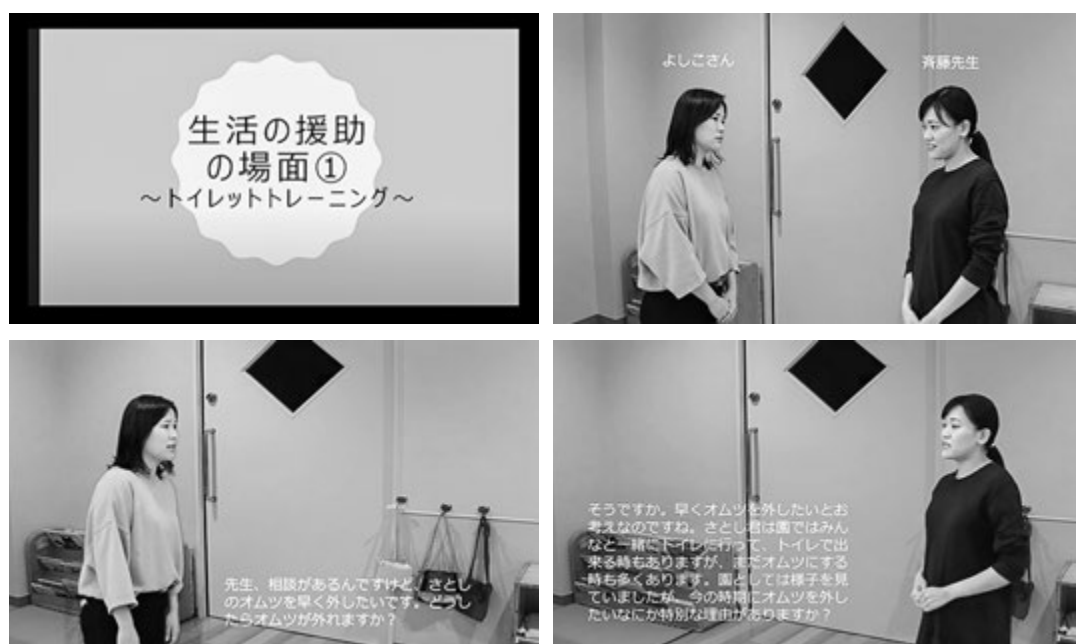 生活の援助
の場面①
～トイレットトレーニング～
よしこさん
斉藤先生
先生、相談があるんですけど、さとし
のオムツを早く外したいです。どうし
たらオムツが外れますか？
そうですか。早くオムツを外したいとお
考えなのですね。さとし君は園ではみん
なと一緒にトイレに行って、トイレで出
来る時もありますが、まだオムツにする
時も多くあります。園としては様子を見
ていましたが、今の時期にオムツを外し
たいなにか特別な理由がありますか？